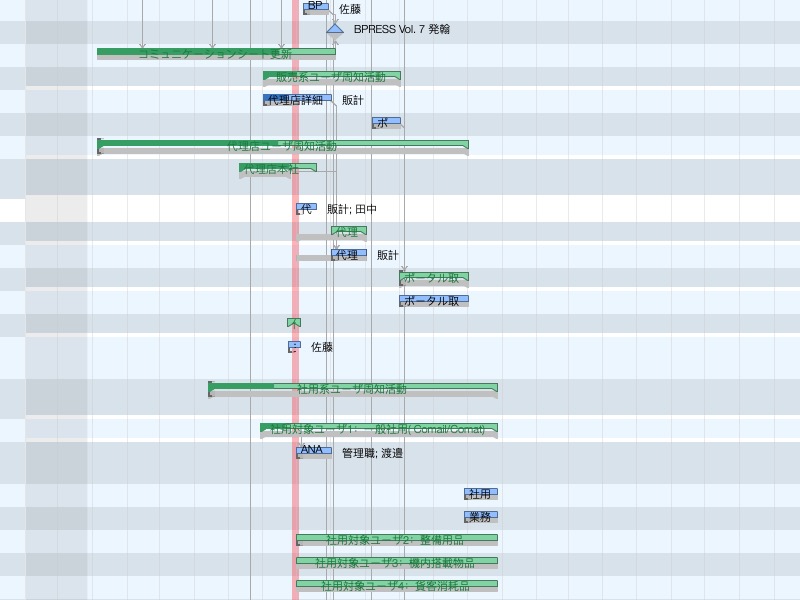 BP 佐藤
BPRESS Vol. 7 発翰
コミュニケーションシート更新
販売系ユーザ周知活動
代理店詳細 販計
ポ
代理店ユーザ周知活動
代理店本社
代 販計; 田中
代理
代理 販計
ポータル取
ポータル取
佐藤
社用系ユーザ周知活動
社用対象ユーザ1: 一般社用( Comail/Comat)
ANA 管理職; 渡邉
社用
業務
社用対象ユーザ2: 整備用品
社用対象ユーザ3: 機内搭載物品
社用対象ユーザ4: 貨客消耗品